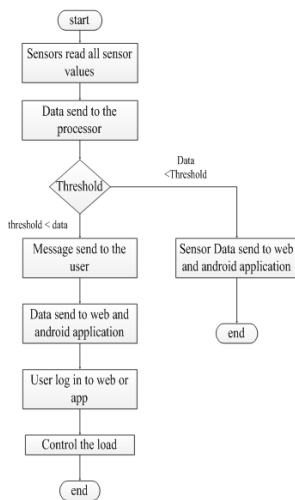 start
Sensors read all sensor
values
Data send to the
processor
Threshold
Data
<Threshold
threshold < data
Message send to the
user
Sensor Data send to web
and android application
Data send to web and
android application
end
User log in to web or
app
Control the load
end